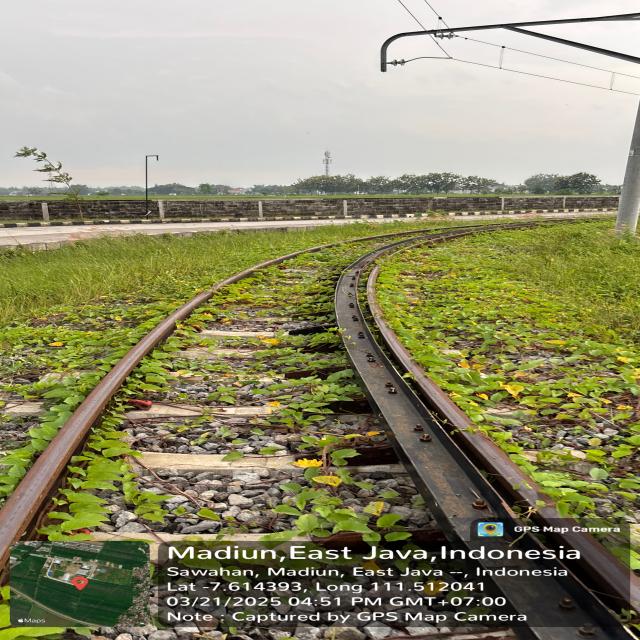 GPS Map Camera
Madiun,East Java,Indonesia
Sawahan, Madiun, East Java --, Indonesia
Lat -7.614393, Long 111.512041
03/21/2025 04:51 PM GMT+07:00
Note : Captured by GPS Map Camera
Maps